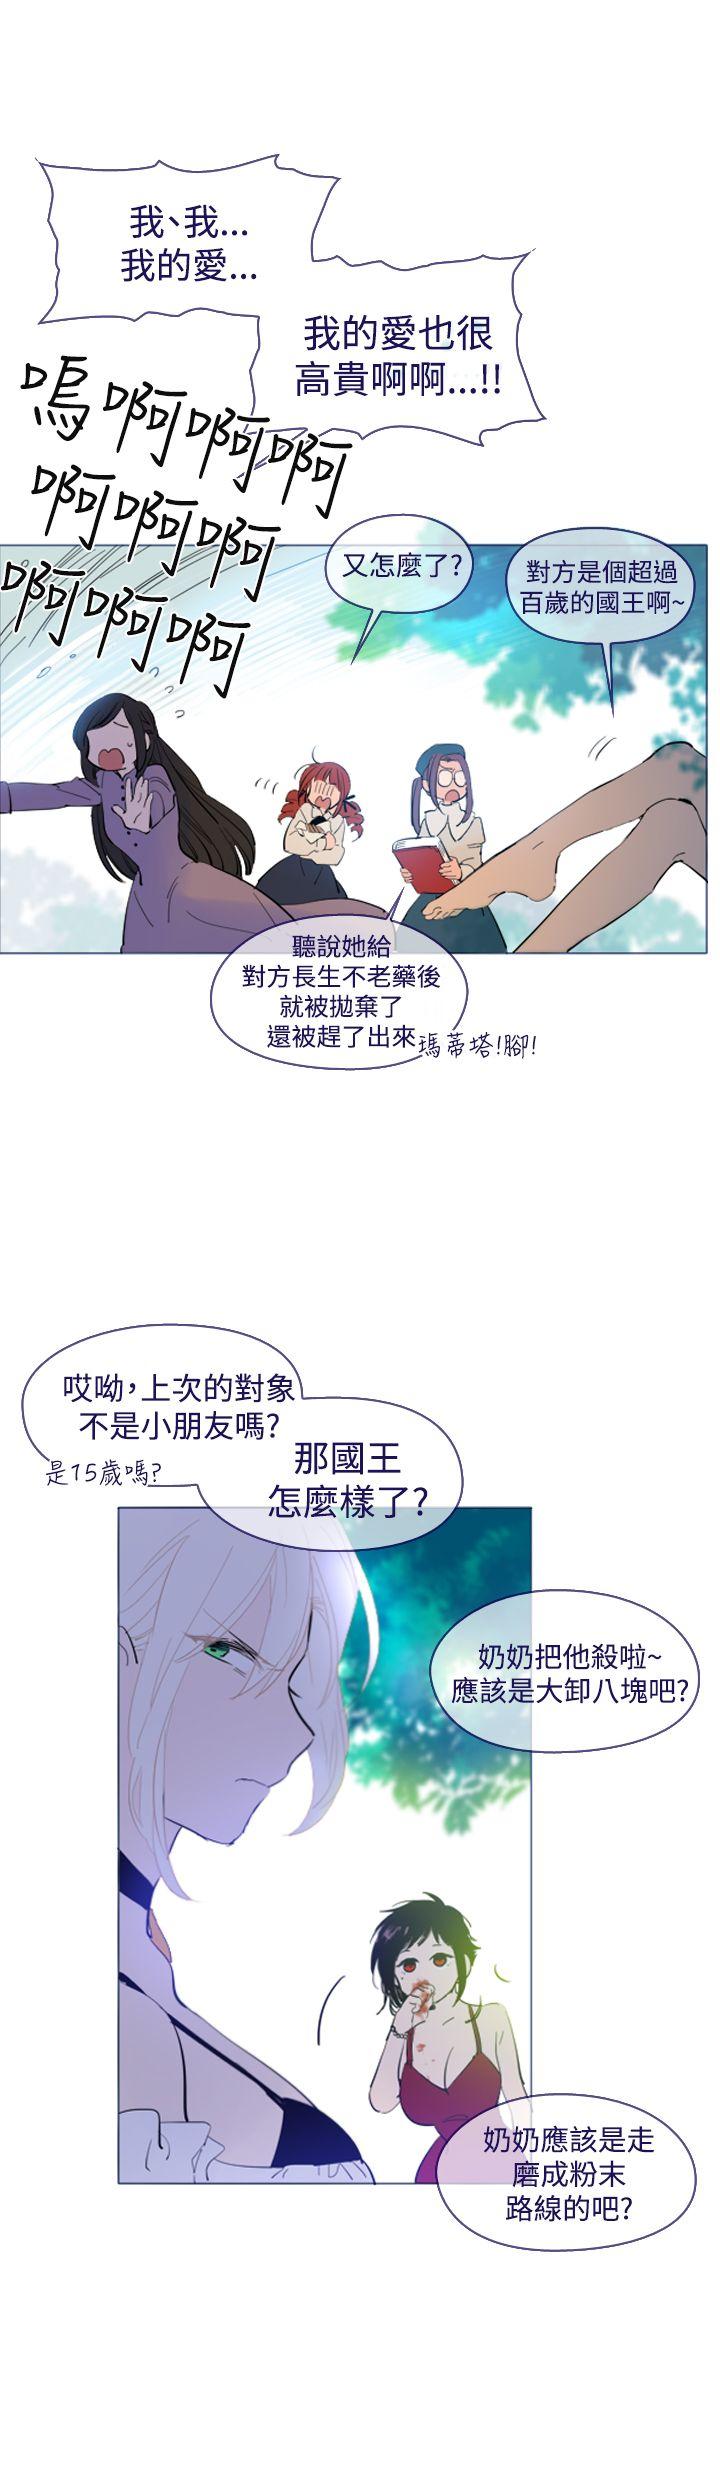 我、我…
我的愛…
我的愛也很
高貴啊啊…!!
嗚啊啊啊
啊啊啊
啊啊啊
又怎麼了?
對方是個超過
百歲的國王啊~
聽說她給
對方長生不老藥後
就被拋棄了
還被趕了出來
瑪蒂塔!腳!
哎呦,上次的對象
不是小朋友嗎?
是15歲嗎?
那國王
怎麼樣了?
奶奶把他殺啦~
應該是大卸八塊吧?
奶奶應該是走
磨成粉末
路線的吧?